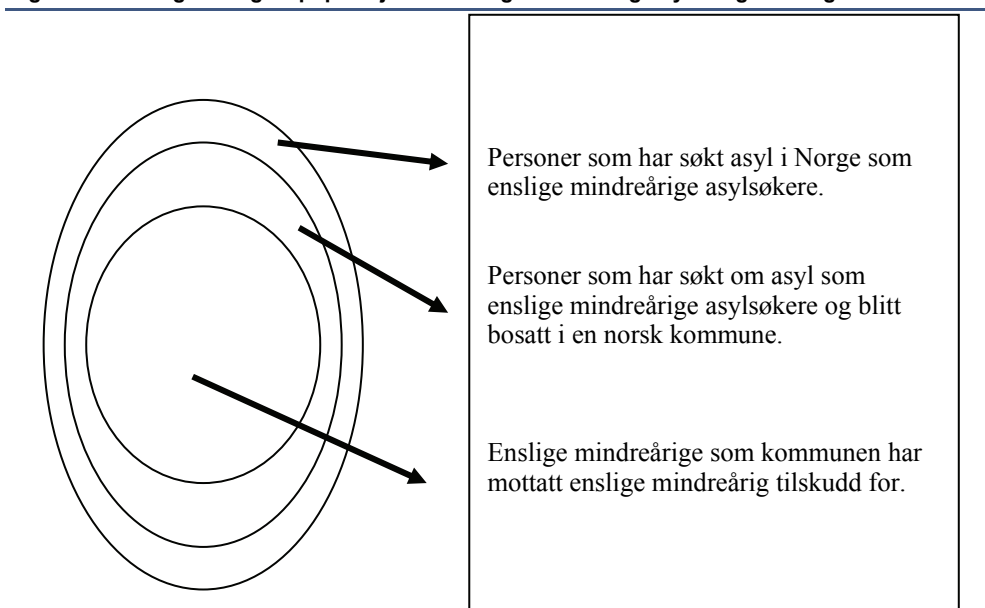 Personer som har søkt asyl i Norge som
enslige mindreårige asylsøkere.
Personer som har søkt om asyl som
enslige mindreårige asylsøkere og blitt
bosatt i en norsk kommune.
Enslige mindreårige som kommunen har
mottatt enslige mindreårig tilskudd for.